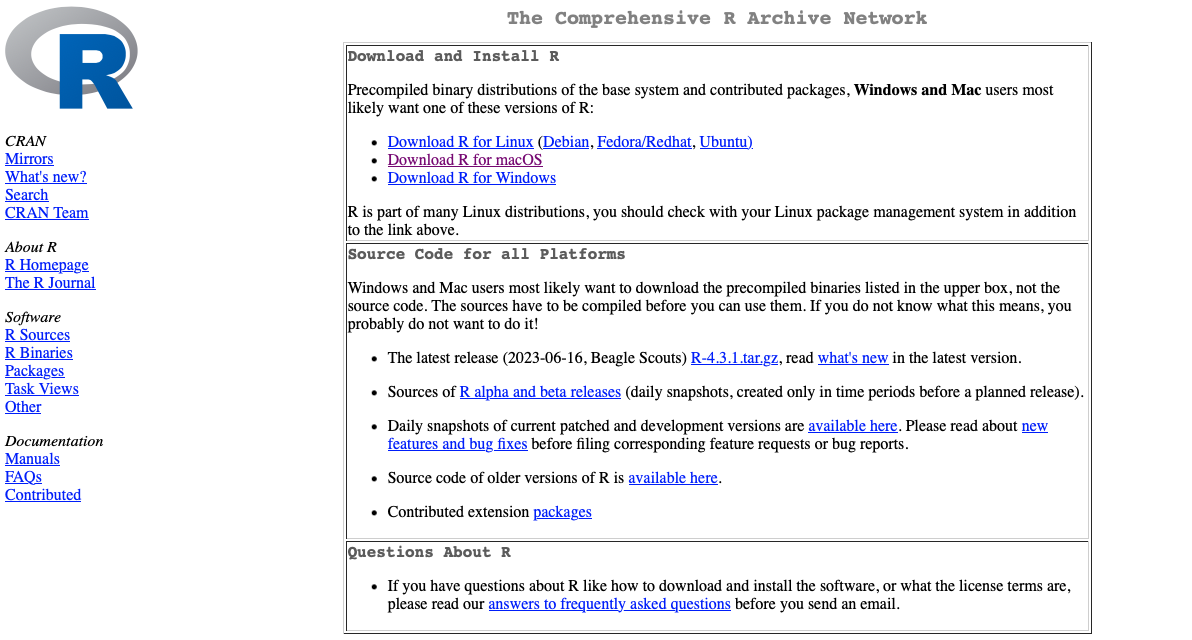 R
CRAN
Mirrors
What's new?
Search
CRAN Team
About R
R Homepage
The R Journal
Software
R Sources
R Binaries
Packages
Task Views
Other
Documentation
Manuals
FAQs
Contributed
The Comprehensive R Archive Network
Download and Install R
Precompiled binary distributions of the base system and contributed packages, Windows and Mac users most
likely want one of these versions of R:
• Download R for Linux (Debian, Fedora/Redhat, Ubuntu)
• Download R for macOS
• Download R for Windows
R is part of many Linux distributions, you should check with your Linux package management system in addition
to the link above.
Source Code for all Platforms
Windows and Mac users most likely want to download the precompiled binaries listed in the upper box, not the
source code. The sources have to be compiled before you can use them. If you do not know what this means, you
probably do not want to do it!
• The latest release (2023-06-16, Beagle Scouts) R-4.3.1.tar.gz, read what's new in the latest version.
• Sources of R alpha and beta releases (daily snapshots, created only in time periods before a planned release).
• Daily snapshots of current patched and development versions are available here. Please read about new
features and bug fixes before filing corresponding feature requests or bug reports.
• Source code of older versions of R is available here.
• Contributed extension packages
Questions About R
• If you have questions about R like how to download and install the software, or what the license terms are,
please read our answers to frequently asked questions before you send an email.